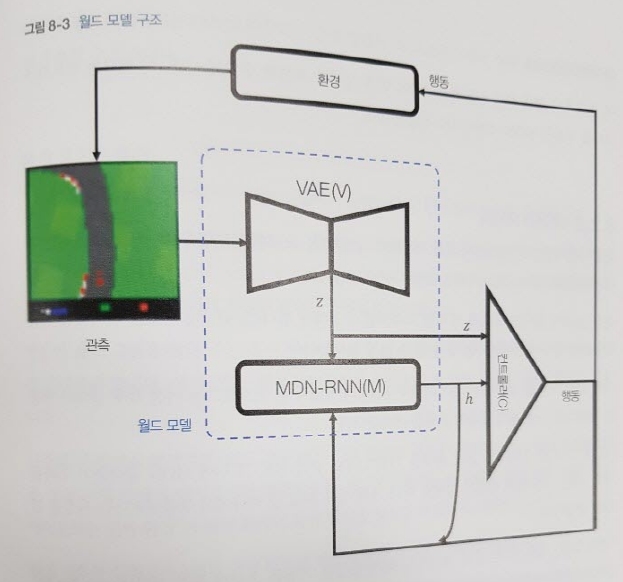 그림 8-3 월드 모델 구조
환경
행동
VAE(V)
z
z
관측
MDN-RNN(M)
h
컨트롤러(C)
행동
월드 모델